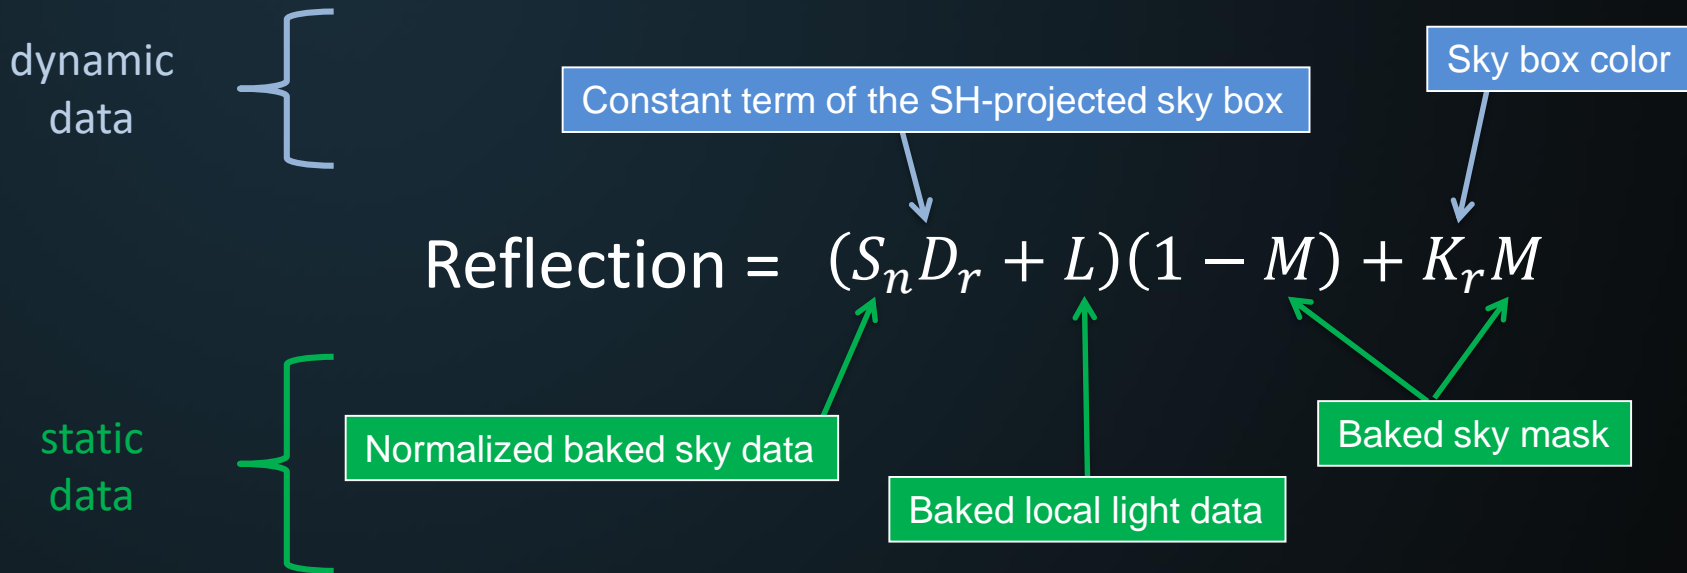 dynamic
data
Sky box color
Constant term of the SH-projected sky box
Reflection = (SₙDᵣ + L)(1 − M) + KᵣM
static
data
Normalized baked sky data
Baked sky mask
Baked local light data